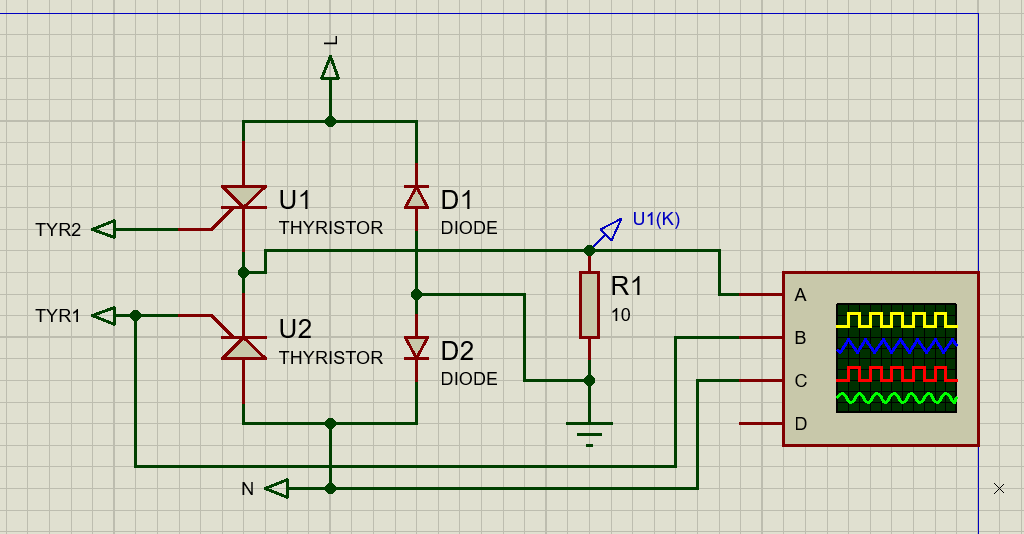 L
U1
THYRISTOR
D1
DIODE
TYR2
U1(K)
R1
10
TYR1
U2
THYRISTOR
D2
DIODE
A
B
C
D
N